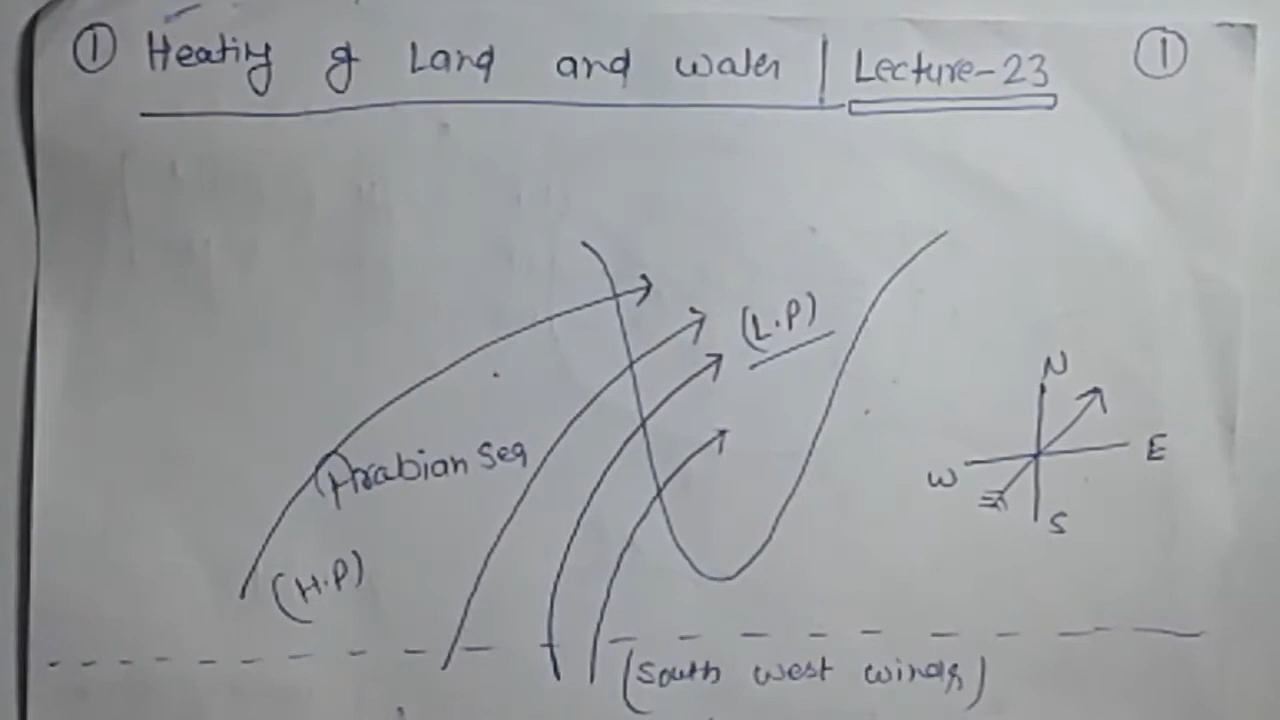 ① Heating of Land and water | Lecture-23 ①
(L.P)
N
Arabian Sea
W E
S
(H.P)
(South west winds)